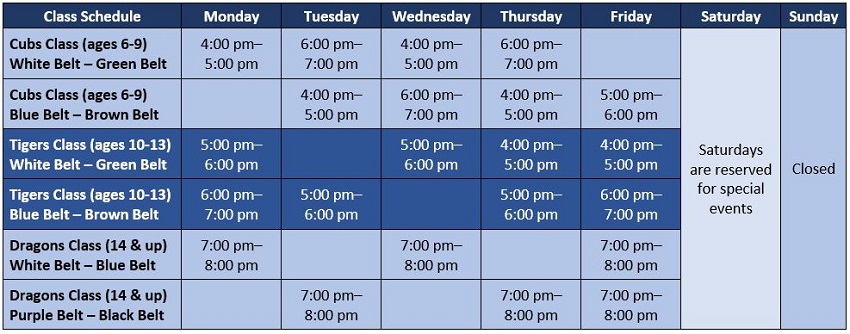 Class Schedule Monday Tuesday Wednesday Thursday Friday Saturday Sunday
Cubs Class (ages 6-9) 4:00 pm– 6:00 pm– 4:00 pm– 6:00 pm–
White Belt – Green Belt 5:00 pm 7:00 pm 5:00 pm 7:00 pm
Cubs Class (ages 6-9) 4:00 pm– 6:00 pm– 4:00 pm– 5:00 pm–
Blue Belt – Brown Belt 5:00 pm 7:00 pm 5:00 pm 6:00 pm
Tigers Class (ages 10-13) 5:00 pm– 5:00 pm– 4:00 pm– 4:00 pm–
White Belt – Green Belt 6:00 pm 6:00 pm 5:00 pm 5:00 pm
Tigers Class (ages 10-13) 6:00 pm– 5:00 pm– 5:00 pm– 6:00 pm–
Blue Belt – Brown Belt 7:00 pm 6:00 pm 6:00 pm 7:00 pm
Dragons Class (14 & up) 7:00 pm– 7:00 pm– 7:00 pm–
White Belt – Blue Belt 8:00 pm 8:00 pm 8:00 pm
Dragons Class (14 & up) 7:00 pm– 7:00 pm– 7:00 pm–
Purple Belt – Black Belt 8:00 pm 8:00 pm 8:00 pm
Saturdays
are reserved
for special
events
Closed